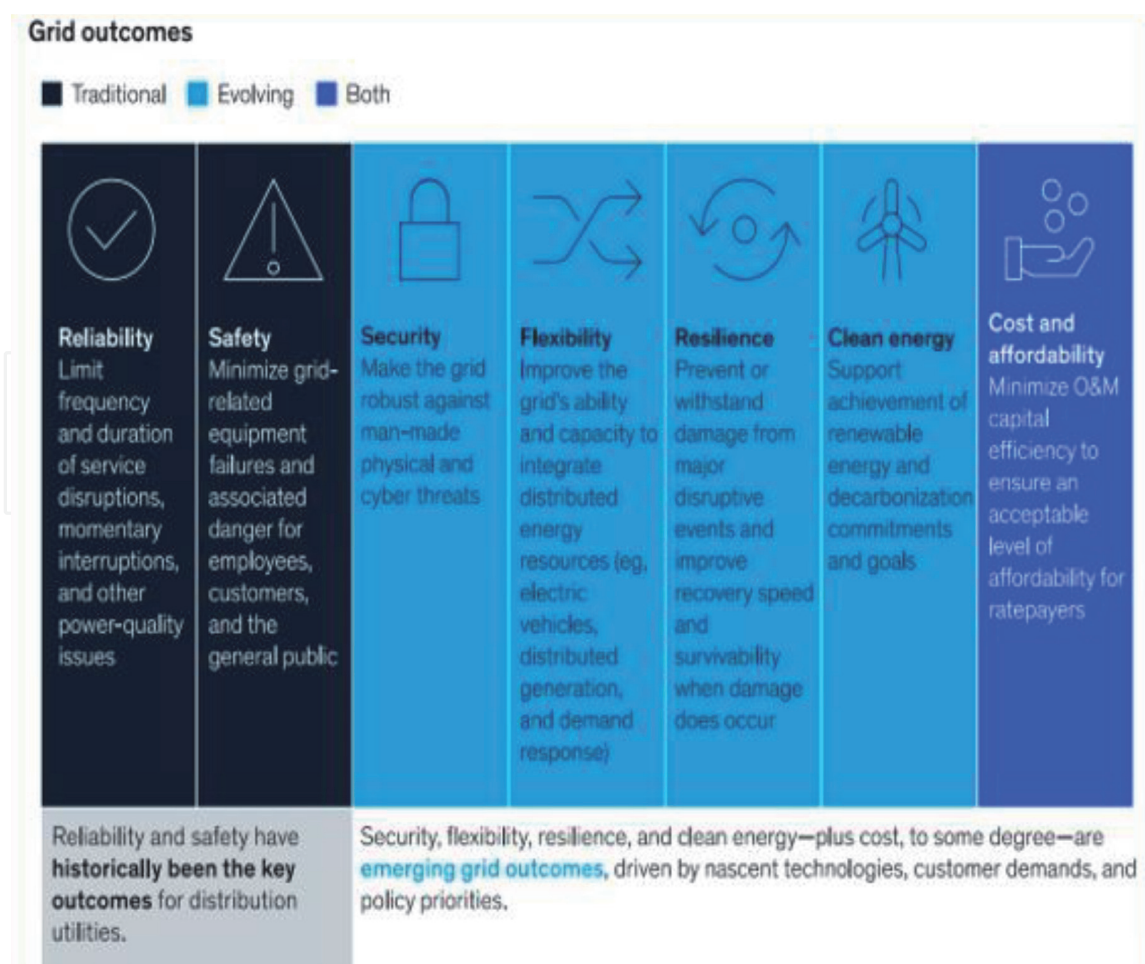 Grid outcomes
Traditional
Evolving
Both
Reliability
Limit
frequency
and duration
of service
disruptions,
momentary
interruptions,
and other
power-quality
issues
Safety
Minimize grid-
related
equipment
failures and
associated
danger for
employees,
customers,
and the
general public
Security
Make the grid
robust against
man-made
physical and
cyber threats
Flexibility
Improve the
grid's ability
and capacity to
integrate
distributed
energy
resources (eg,
electric
vehicles,
distributed
generation,
and demand
response)
Resilience
Prevent or
withstand
damage from
major
disruptive
events and
improve
recovery speed
and
survivability
when damage
does occur
Clean energy
Support
achievement of
renewable
energy and
decarbonization
commitments
and goals
Cost and
affordability
Minimize O&M
capital
efficiency to
ensure an
acceptable
level of
affordability for
ratepayers
Reliability and safety have
historically been the key
outcomes for distribution
utilities.
Security, flexibility, resilience, and clean energy—plus cost, to some degree—are
emerging grid outcomes, driven by nascent technologies, customer demands, and
policy priorities.